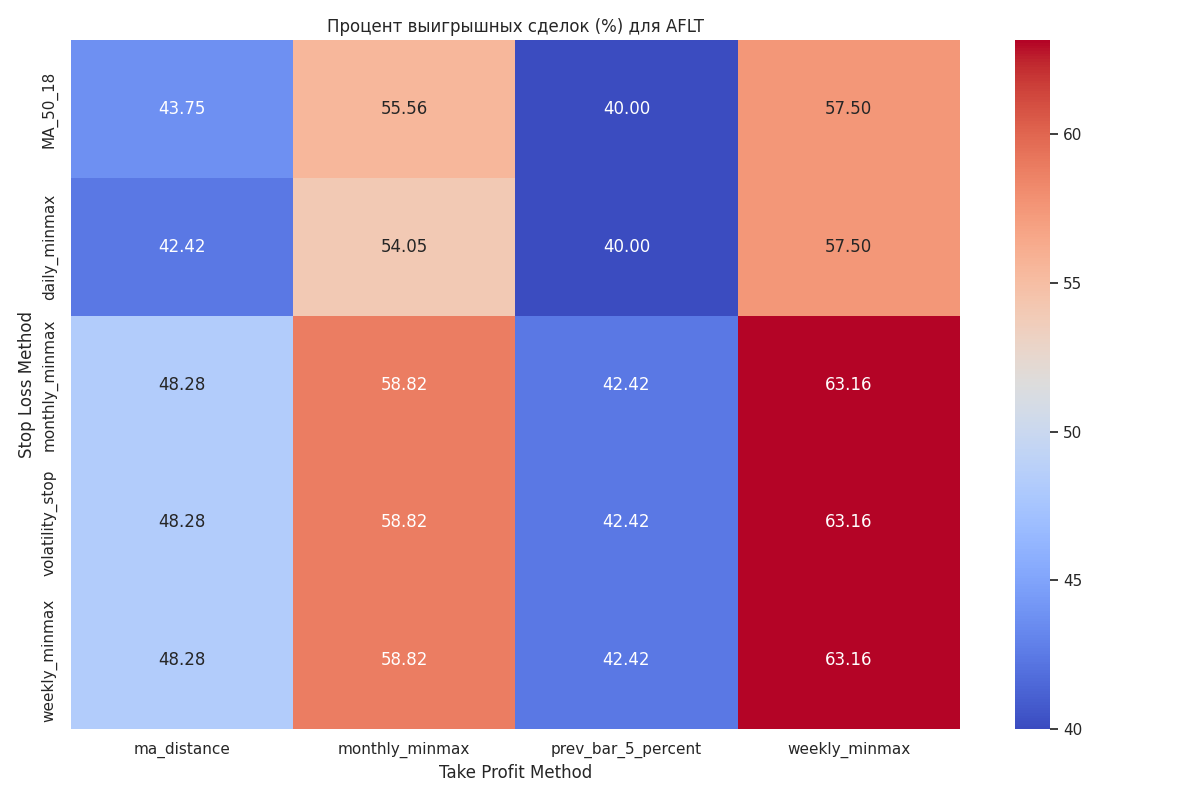 Процент выигрышных сделок (%) для AFLT
Stop Loss Method
MA_50_18
43.75 55.56 40.00 57.50
daily_minmax
42.42 54.05 40.00 57.50
monthly_minmax
48.28 58.82 42.42 63.16
volatility_stop
48.28 58.82 42.42 63.16
weekly_minmax
48.28 58.82 42.42 63.16
ma_distance monthly_minmax prev_bar_5_percent weekly_minmax
Take Profit Method
60
55
50
45
40